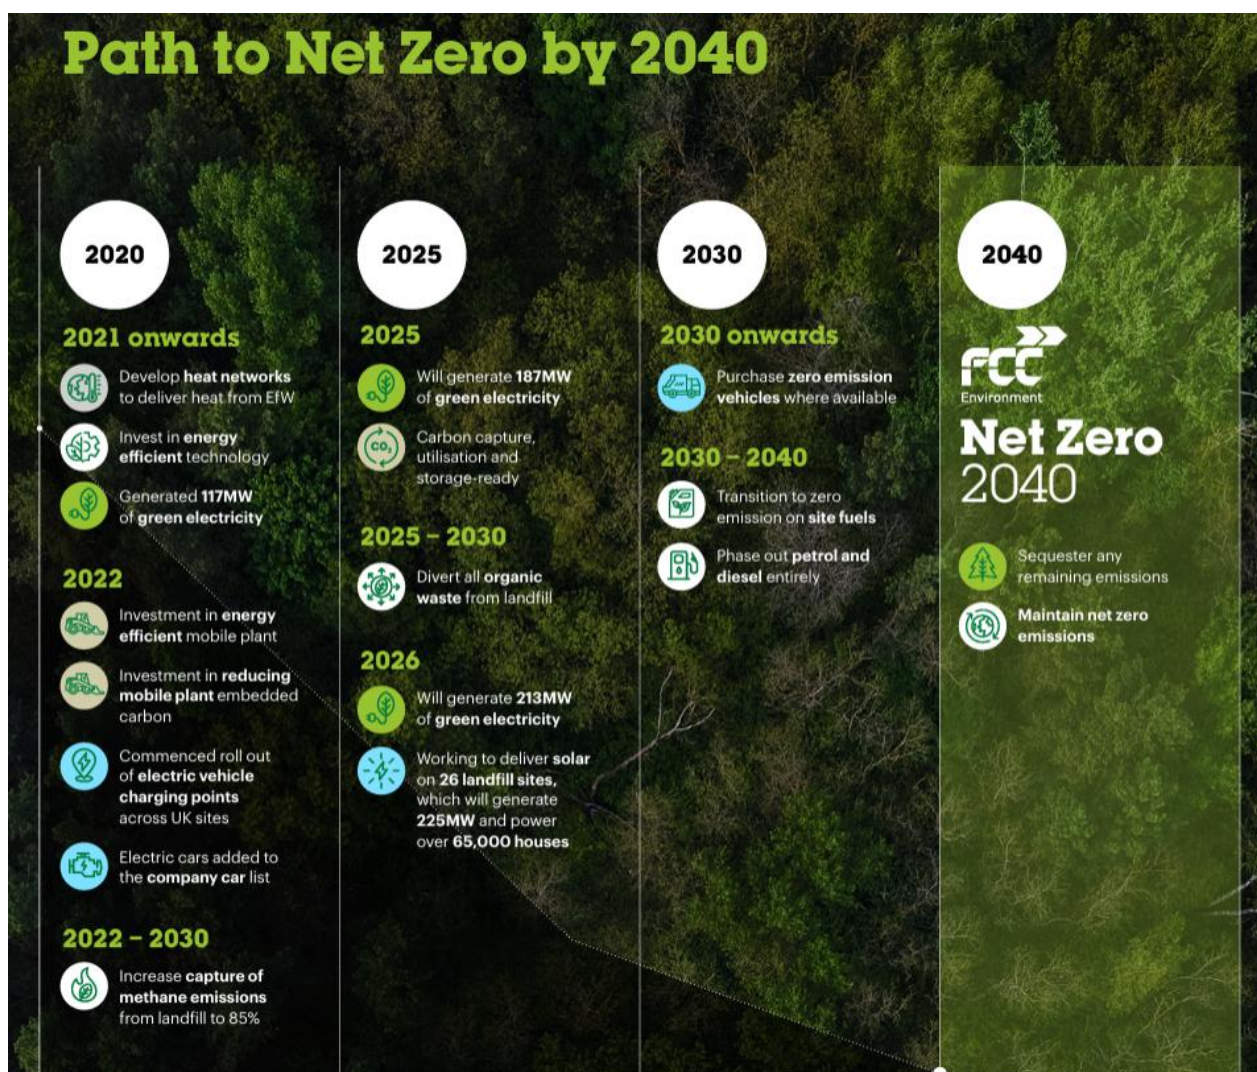 Path to Net Zero by 2040
2020
2021 onwards
Develop heat networks
to deliver heat from EfW
Invest in energy
efficient technology
Generated 117MW
of green electricity
2022
Investment in energy
efficient mobile plant
Investment in reducing
mobile plant embedded
carbon
Commenced roll out
of electric vehicle
charging points
across UK sites
Electric cars added to
the company car list
2022 – 2030
Increase capture of
methane emissions
from landfill to 85%
2025
2025
Will generate 187MW
of green electricity
CO₂
Carbon capture,
utilisation and
storage-ready
2025 – 2030
Divert all organic
waste from landfill
2026
Will generate 213MW
of green electricity
Working to deliver solar
on 26 landfill sites,
which will generate
225MW and power
over 65,000 houses
2030
2030 onwards
Purchase zero emission
vehicles where available
2030 – 2040
Transition to zero
emission on site fuels
Phase out petrol and
diesel entirely
2040
FCC
Environment
Net Zero
2040
Sequester any
remaining emissions
Maintain net zero
emissions